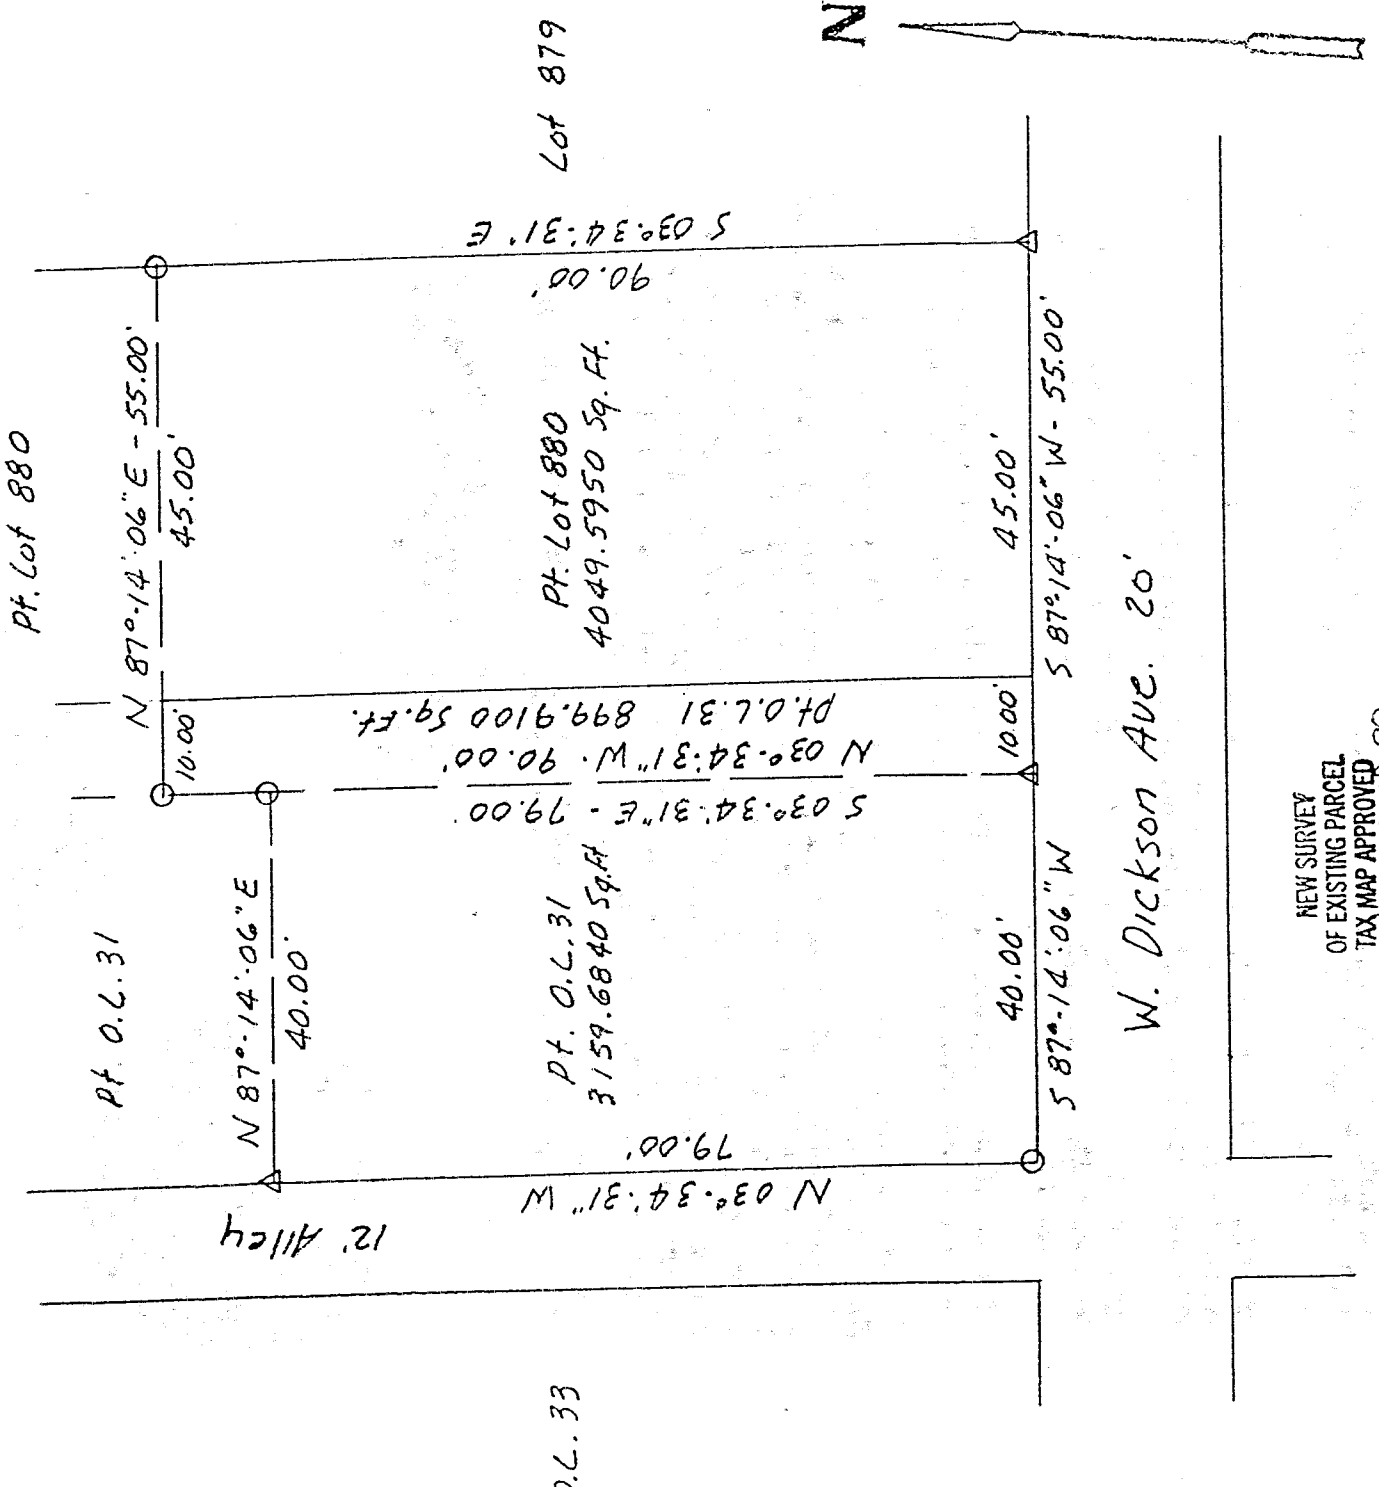 N
Pt. Lot 880
Lot 879
N 87°-14'-06" E - 55.00'
45.00'
10.00'
S 03°-34'-31" E
90.00'
Pt. Lot 880
4049.5950 Sq. Ft.
Pt. O.L. 31 899.9100 Sq. Ft.
N 03°-34'-31" W - 90.00'
S 03°-34'-31" E - 79.00'
45.00'
10.00'
S 87°-14'-06" W - 55.00'
Pt. O.L. 31
N 87°-14'-06" E
40.00'
Pt. O.L. 31
3159.6840 Sq.Ft
79.00'
N 03°-34'-31" W
40.00'
S 87°-14'-06" W
12' Alley
W. Dickson Ave. 20'
O.L. 33
NEW SURVEY
OF EXISTING PARCEL
TAX MAP APPROVED